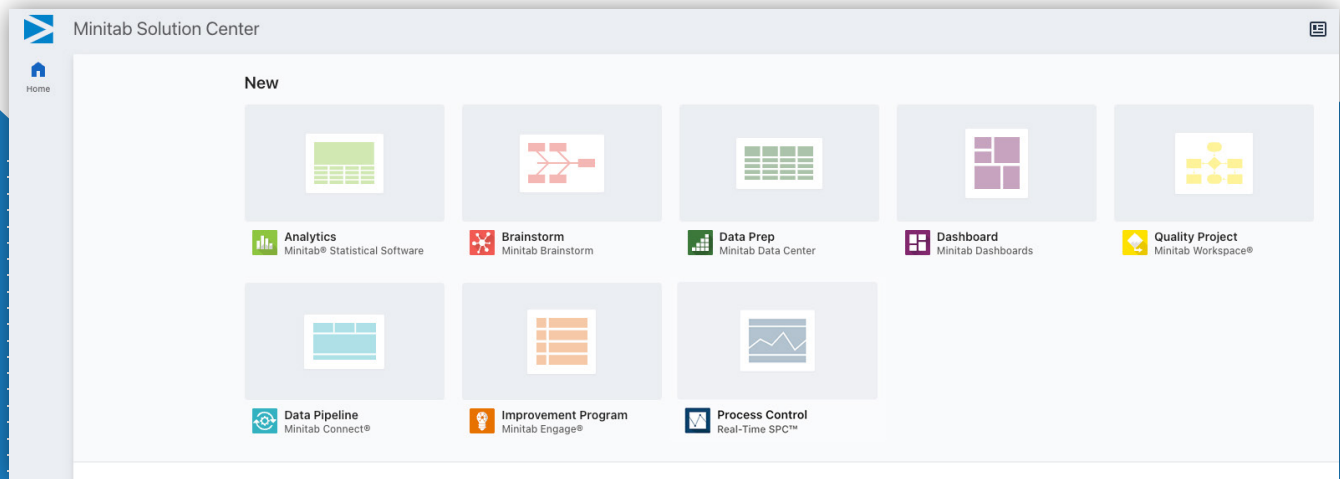 Minitab Solution Center
Home
New
Analytics
Minitab® Statistical Software
Brainstorm
Minitab Brainstorm
Data Prep
Minitab Data Center
Dashboard
Minitab Dashboards
Quality Project
Minitab Workspace®
Data Pipeline
Minitab Connect®
Improvement Program
Minitab Engage®
Process Control
Real-Time SPC™